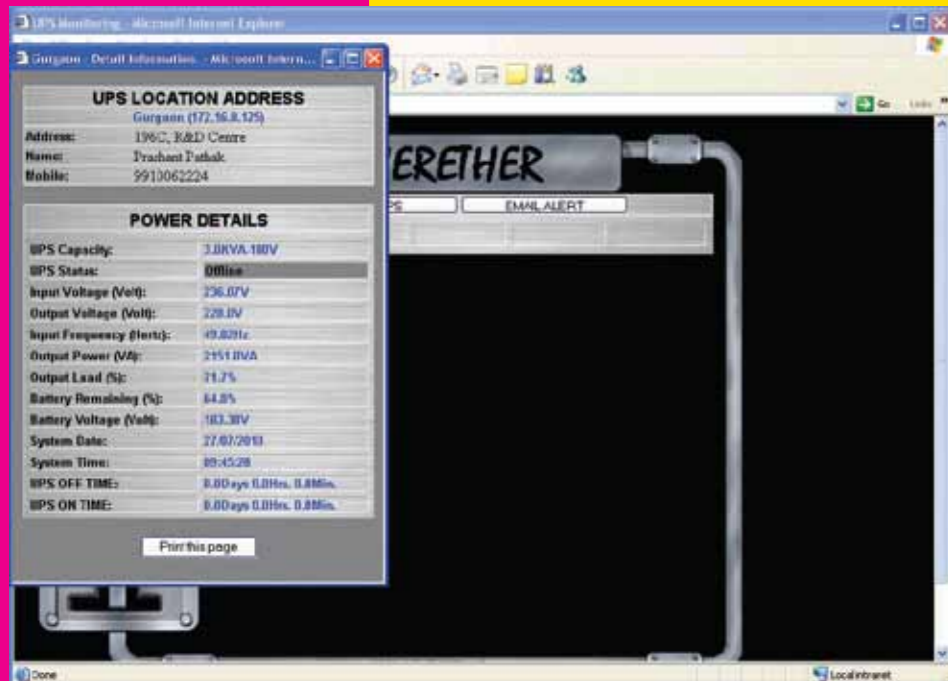 UPS Monitoring - Microsoft Internet Explorer
Gurgaon - Detail Information. - Microsoft Intern...
UPS LOCATION ADDRESS
Gurgaon (172.16.8.125)
Address: 196C, R&D Centre
Name: Prashant Pathak
Mobile: 9910062224
POWER DETAILS
UPS Capacity: 3.0KVA-180V
UPS Status: Offline
Input Voltage (Volt): 236.07V
Output Voltage (Volt): 220.0V
Input Frequency (Hertz):
Output Power (VA): 2151.0VA
Output Load (%): 71.7%
Battery Remaining (%): 64.0%
Battery Voltage (Volt): 183.30V
System Date: 27/07/2010
System Time: 09:45:20
UPS OFF TIME: 0.0Days 0.0Hrs. 0.0Min.
UPS ON TIME: 0.0Days 0.0Hrs. 0.0Min.
Print this page
Go Links
ERETHER
PS EMAIL ALERT
Done
Local intranet